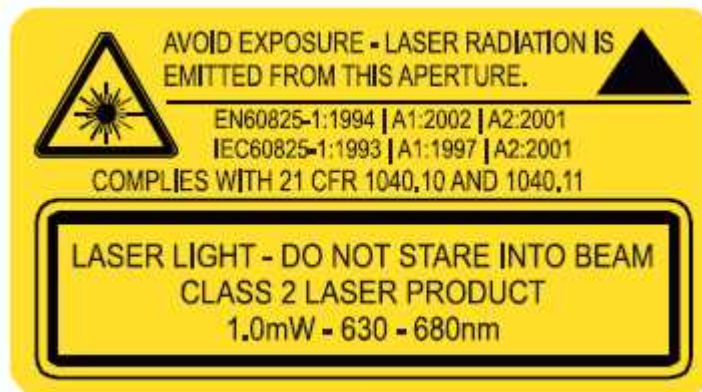 AVOID EXPOSURE - LASER RADIATION IS
EMITTED FROM THIS APERTURE.
EN60825-1:1994 | A1:2002 | A2:2001
IEC60825-1:1993 | A1:1997 | A2:2001
COMPLIES WITH 21 CFR 1040.10 AND 1040.11
LASER LIGHT - DO NOT STARE INTO BEAM
CLASS 2 LASER PRODUCT
1.0mW - 630 - 680nm